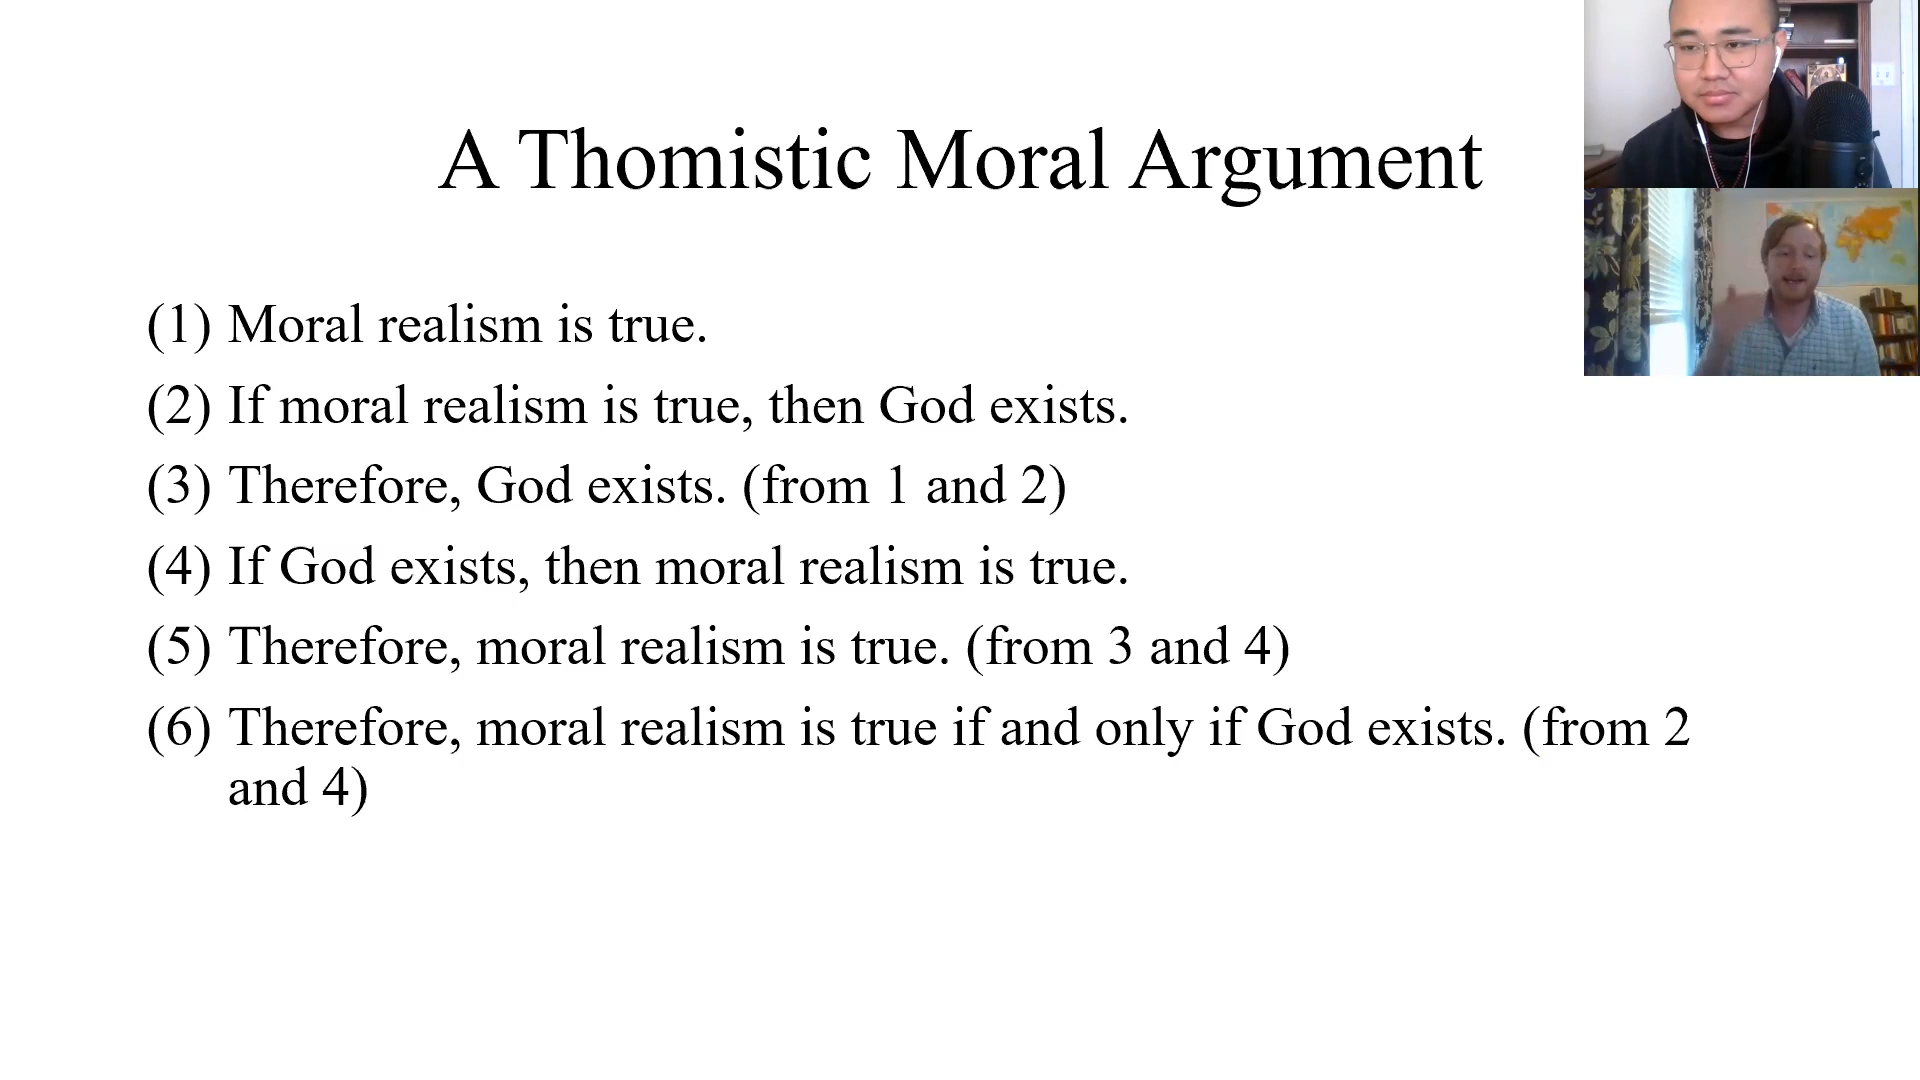 A Thomistic Moral Argument
(1) Moral realism is true.
(2) If moral realism is true, then God exists.
(3) Therefore, God exists. (from 1 and 2)
(4) If God exists, then moral realism is true.
(5) Therefore, moral realism is true. (from 3 and 4)
(6) Therefore, moral realism is true if and only if God exists. (from 2
and 4)